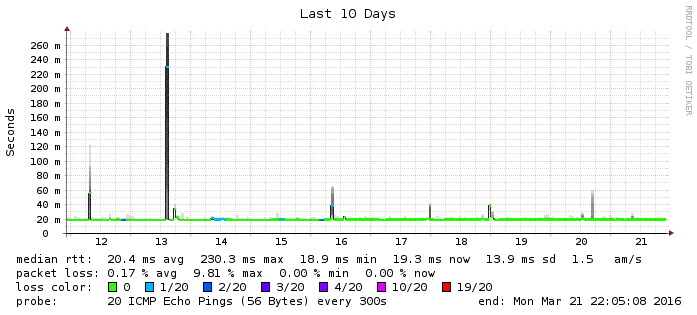 Last 10 Days
RRDTOOL / TOBI OETIKER
Seconds
260 m
240 m
220 m
200 m
180 m
160 m
140 m
120 m
100 m
80 m
60 m
40 m
20 m
0
12 13 14 15 16 17 18 19 20 21
median rtt: 20.4 ms avg 230.3 ms max 18.9 ms min 19.3 ms now 13.9 ms sd 1.5 am/s
packet loss: 0.17 % avg 9.81 % max 0.00 % min 0.00 % now
loss color: 0 1/20 2/20 3/20 4/20 10/20 19/20
probe: 20 ICMP Echo Pings (56 Bytes) every 300s end: Mon Mar 21 22:05:08 2016